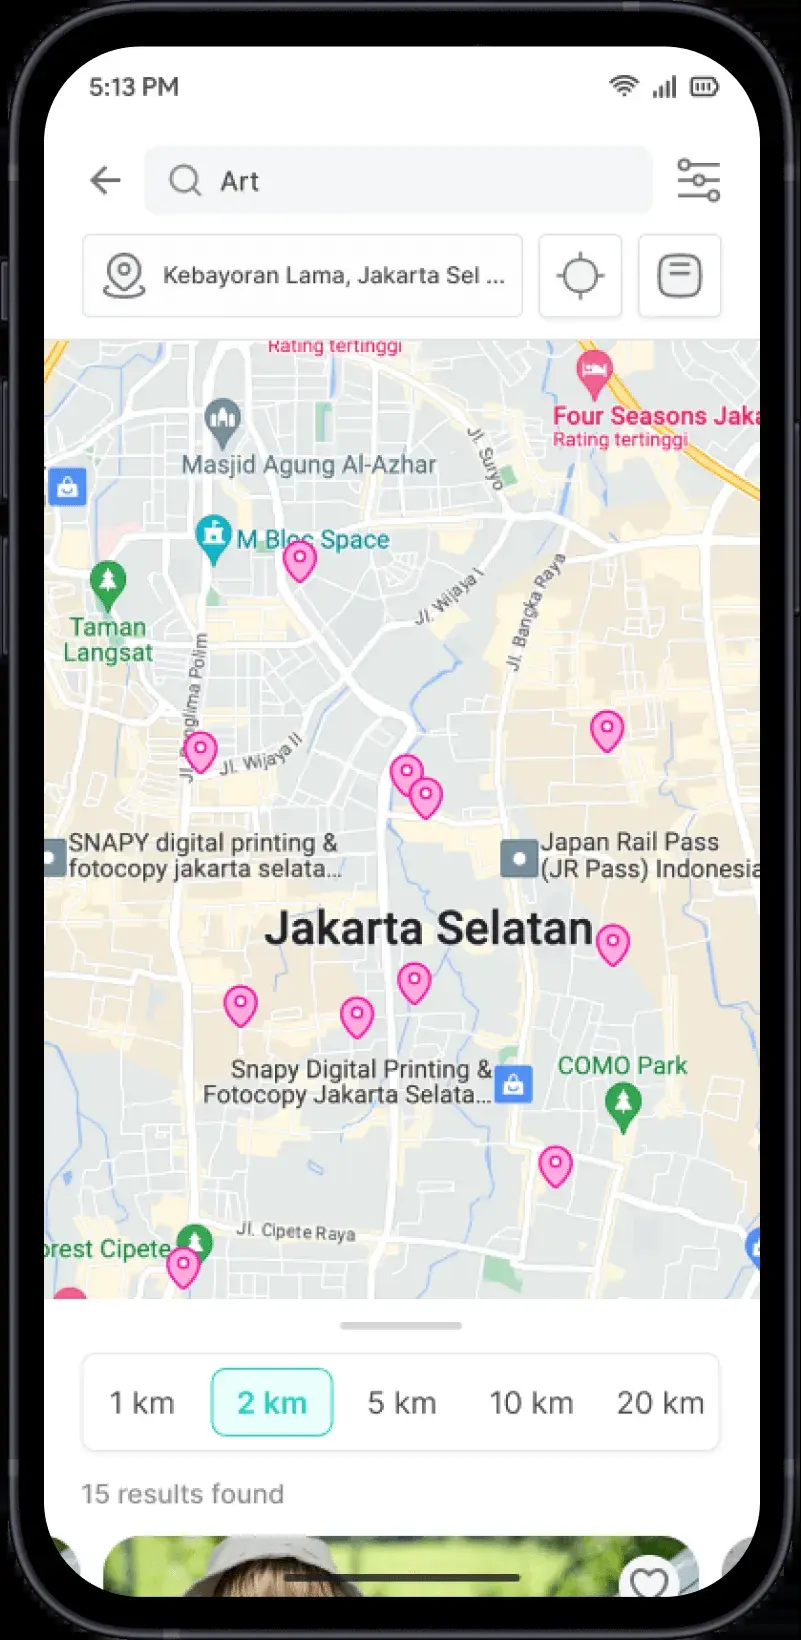 5:13 PM
Art
Kebayoran Lama, Jakarta Sel ...
Rating tertinggi
Four Seasons Jaka
Rating tertinggi
Jl. Suryo
Masjid Agung Al-Azhar
M Bloc Space
Jl. Wijaya I
Jl. Bangka Raya
Taman
Langsat
Jl. Panglima Polim
Jl. Wijaya II
SNAPY digital printing &
fotocopy jakarta selata...
Japan Rail Pass
(JR Pass) Indonesia
Jakarta Selatan
Snapy Digital Printing &
Fotocopy Jakarta Selata...
COMO Park
Jl. Cipete Raya
orest Cipete
1 km
2 km
5 km
10 km
20 km
15 results found